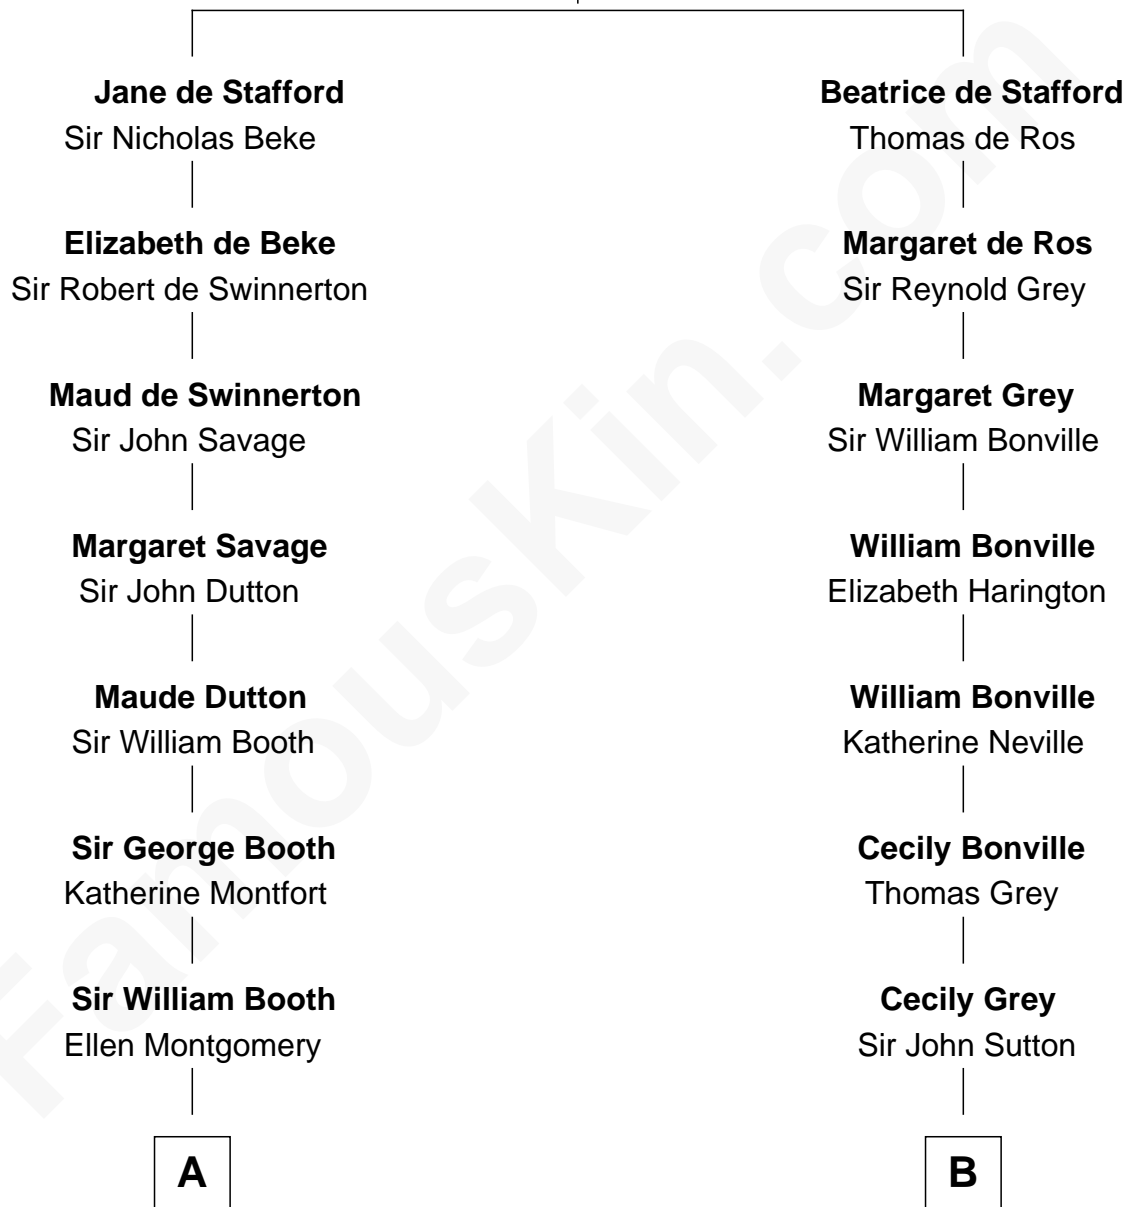 Jane de Stafford
Sir Nicholas Beke
Elizabeth de Beke
Sir Robert de Swinnerton
Maud de Swinnerton
Sir John Savage
Margaret Savage
Sir John Dutton
Maude Dutton
Sir William Booth
Sir George Booth
Katherine Montfort
Sir William Booth
Ellen Montgomery
A
Beatrice de Stafford
Thomas de Ros
Margaret de Ros
Sir Reynold Grey
Margaret Grey
Sir William Bonville
William Bonville
Elizabeth Harington
William Bonville
Katherine Neville
Cecily Bonville
Thomas Grey
Cecily Grey
Sir John Sutton
B
FamousKin.com